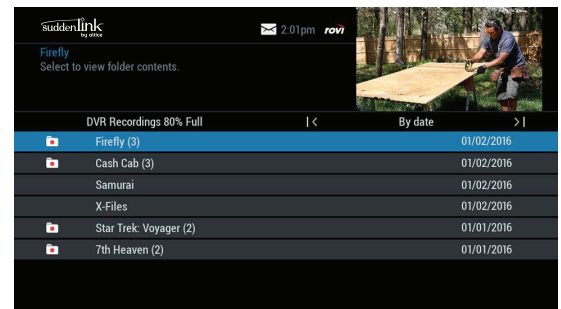 suddenlink
by altice
2:01pm rovi
Firefly
Select to view folder contents.
DVR Recordings 80% Full |< By date >|
Firefly (3) 01/02/2016
Cash Cab (3) 01/02/2016
Samurai 01/02/2016
X-Files 01/02/2016
Star Trek: Voyager (2) 01/01/2016
7th Heaven (2) 01/01/2016